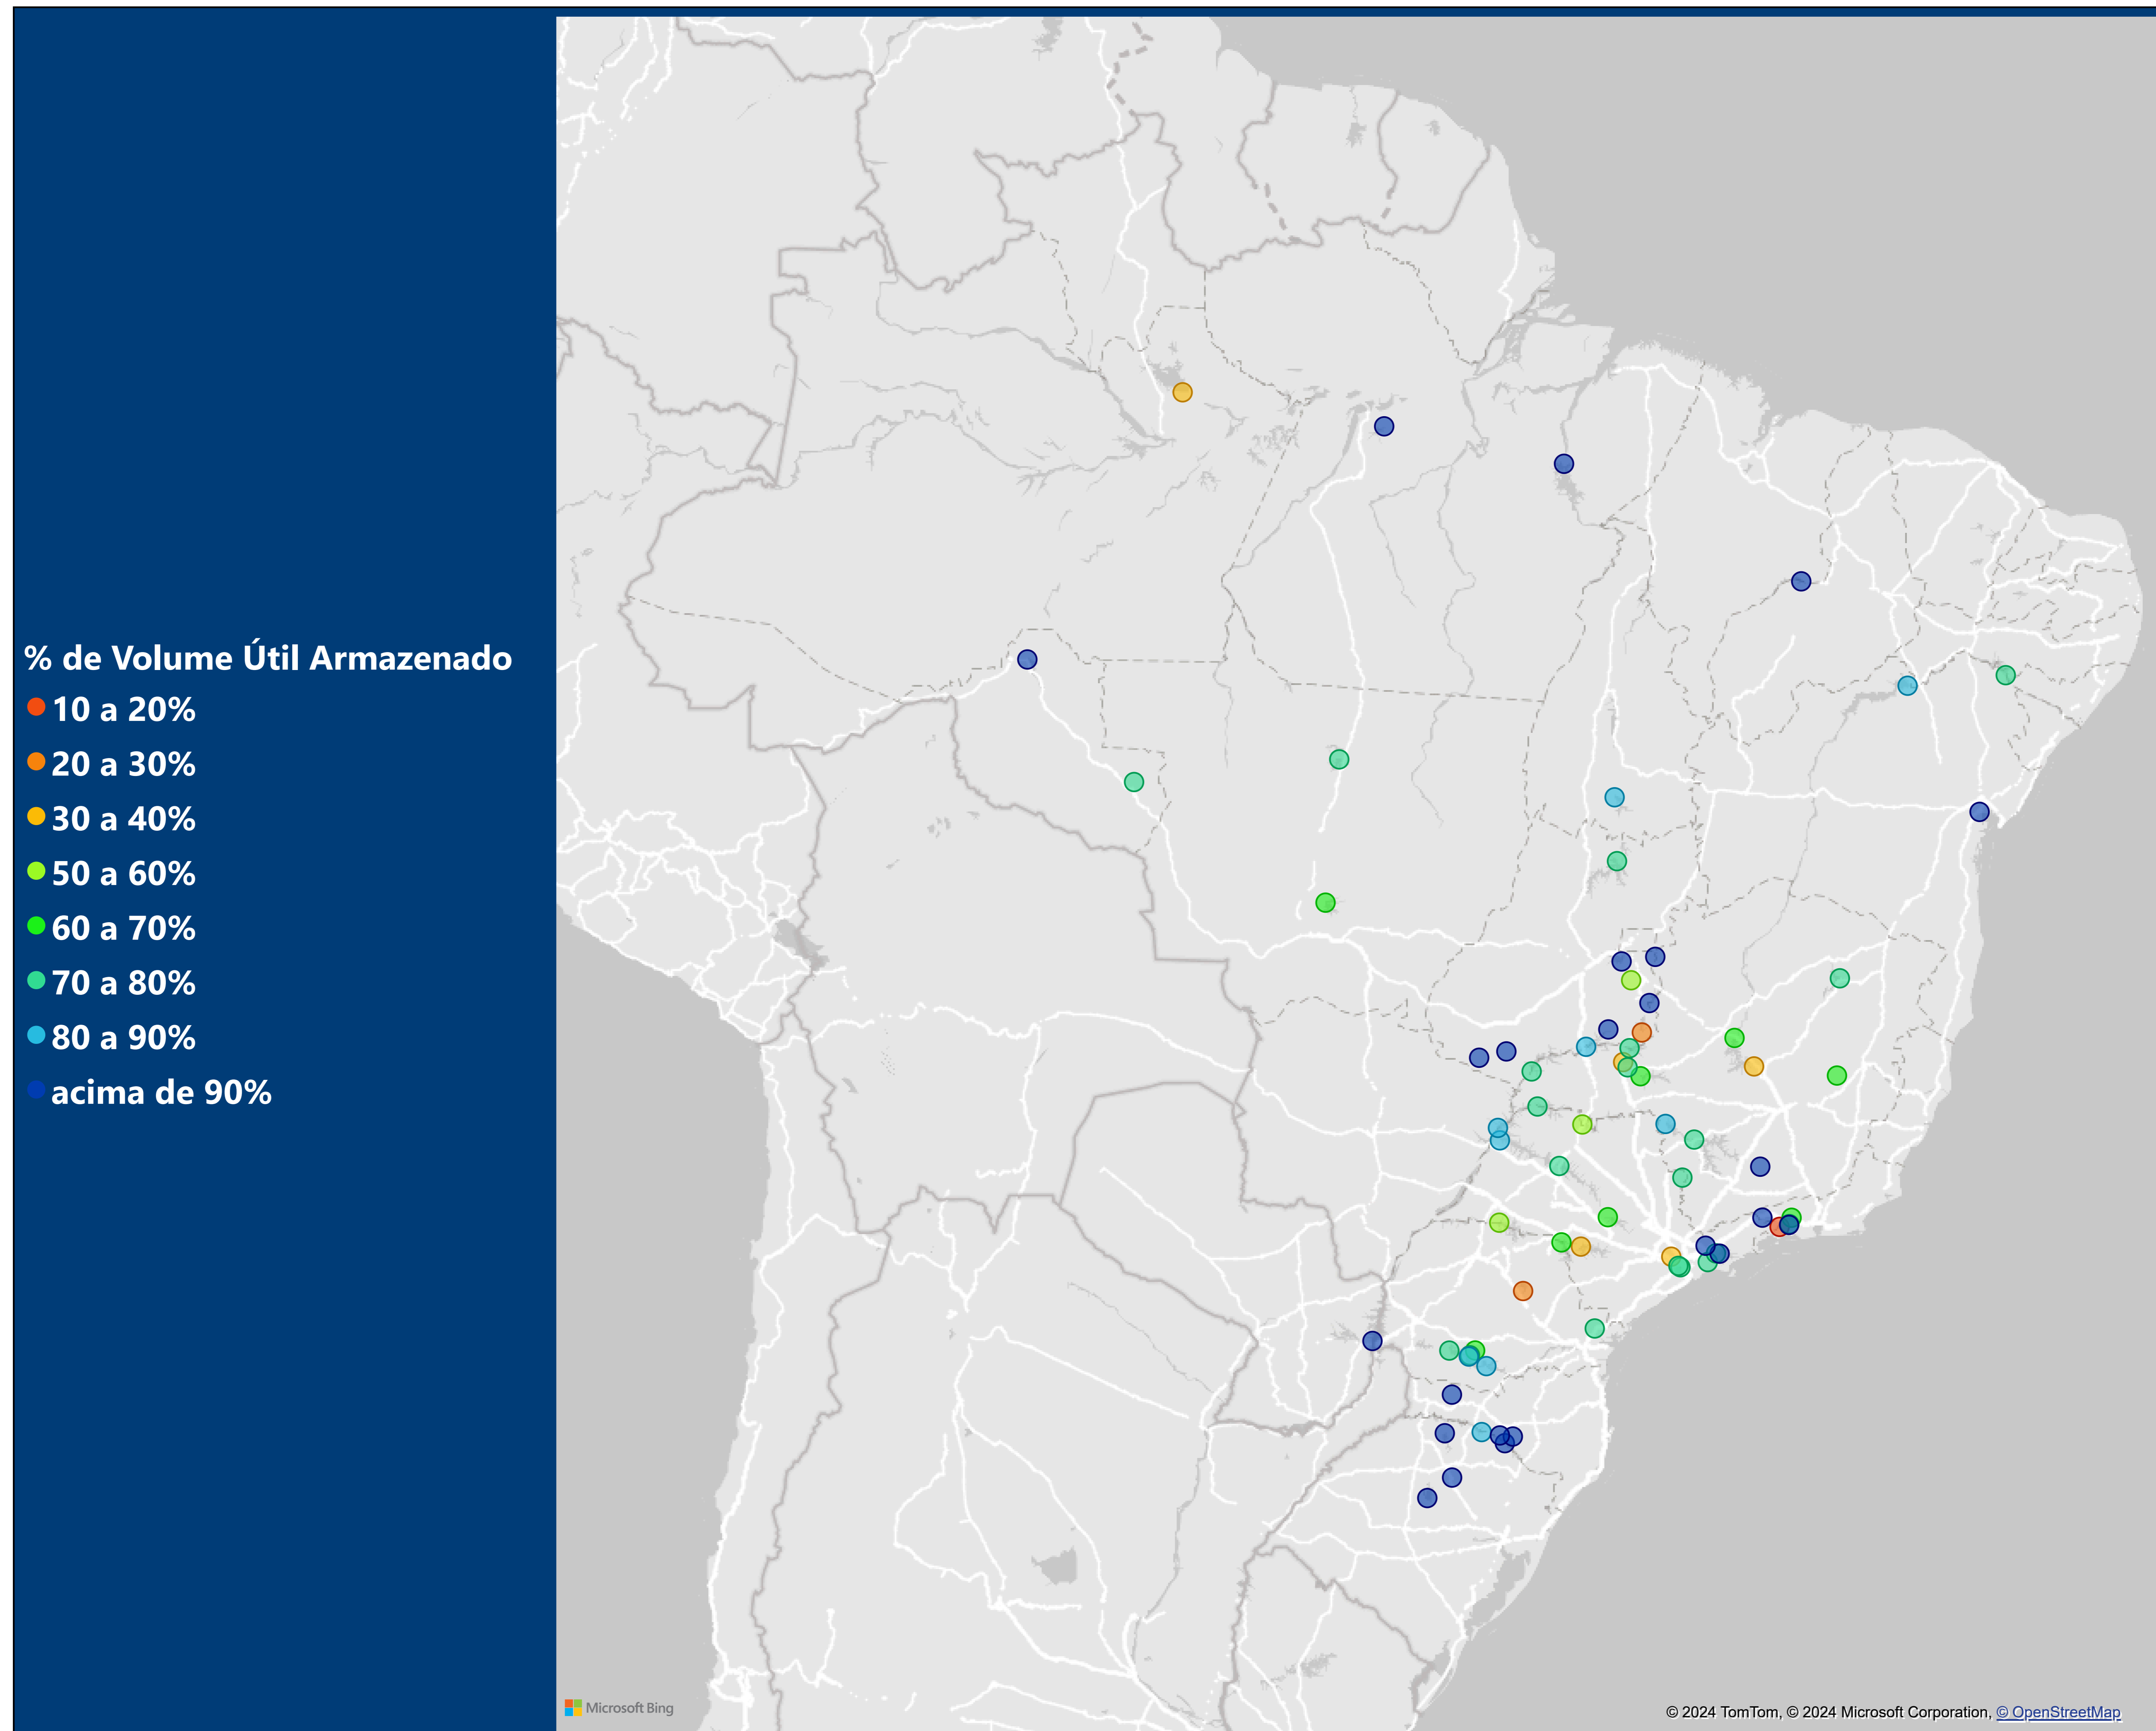 % de Volume Útil Armazenado
10 a 20%
20 a 30%
30 a 40%
50 a 60%
60 a 70%
70 a 80%
80 a 90%
acima de 90%
Microsoft Bing
© 2024 TomTom, © 2024 Microsoft Corporation, © OpenStreetMap